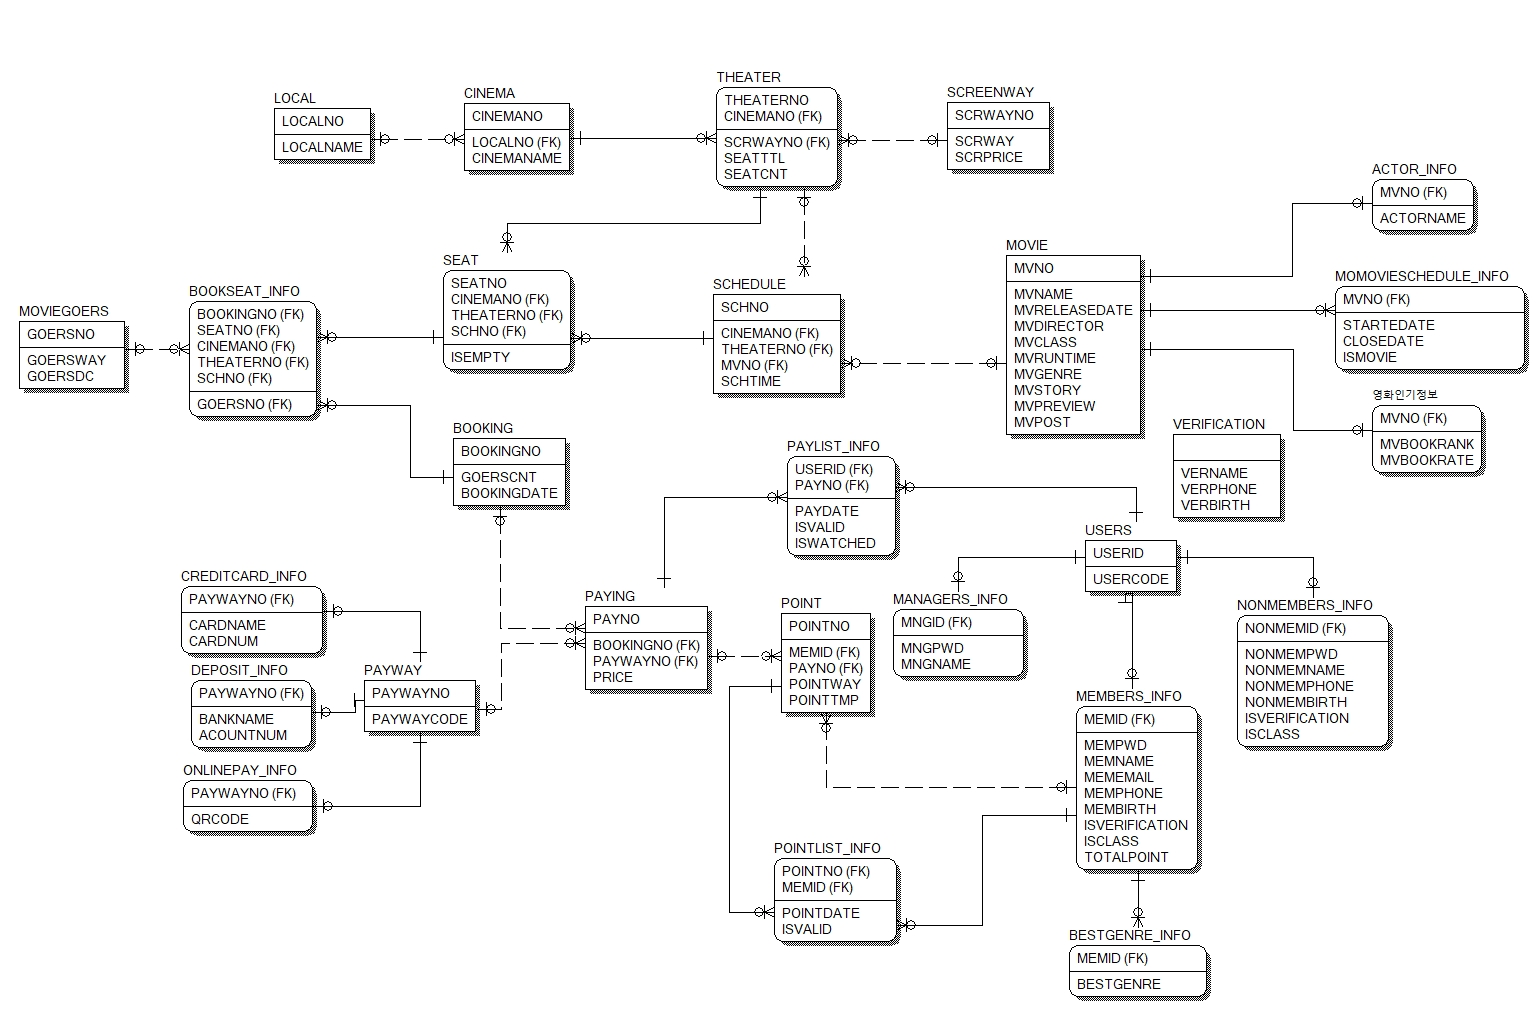 LOCAL
LOCALNO
LOCALNAME
CINEMA
CINEMANO
LOCALNO (FK)
CINEMANAME
THEATER
THEATERNO
CINEMANO (FK)
SCRWAYNO (FK)
SEATTTL
SEATCNT
SCREENWAY
SCRWAYNO
SCRWAY
SCRPRICE
ACTOR_INFO
MVNO (FK)
ACTORNAME
MOVIEGOERS
GOERSNO
GOERSWAY
GOERSDC
BOOKSEAT_INFO
BOOKINGNO (FK)
SEATNO (FK)
CINEMANO (FK)
THEATERNO (FK)
SCHNO (FK)
GOERSNO (FK)
SEAT
SEATNO
CINEMANO (FK)
THEATERNO (FK)
SCHNO (FK)
ISEMPTY
SCHEDULE
SCHNO
CINEMANO (FK)
THEATERNO (FK)
MVNO (FK)
SCHTIME
MOVIE
MVNO
MVNAME
MVRELEASEDATE
MVDIRECTOR
MVCLASS
MVRUNTIME
MVGENRE
MVSTORY
MVPREVIEW
MVPOST
MOMOVIESCHEDULE_INFO
MVNO (FK)
STARTEDATE
CLOSEDATE
ISMOVIE
영화인기정보
MVNO (FK)
MVBOOKRANK
MVBOOKRATE
BOOKING
BOOKINGNO
GOERSCNT
BOOKINGDATE
PAYLIST_INFO
USERID (FK)
PAYNO (FK)
PAYDATE
ISVALID
ISWATCHED
VERIFICATION
VERNAME
VERPHONE
VERBIRTH
USERS
USERID
USERCODE
CREDITCARD_INFO
PAYWAYNO (FK)
CARDNAME
CARDNUM
DEPOSIT_INFO
PAYWAYNO (FK)
BANKNAME
ACOUNTNUM
ONLINEPAY_INFO
PAYWAYNO (FK)
QRCODE
PAYWAY
PAYWAYNO
PAYWAYCODE
PAYING
PAYNO
BOOKINGNO (FK)
PAYWAYNO (FK)
PRICE
POINT
POINTNO
MEMID (FK)
PAYNO (FK)
POINTWAY
POINTTMP
MANAGERS_INFO
MNGID (FK)
MNGPWD
MNGNAME
NONMEMBERS_INFO
NONMEMID (FK)
NONMEMPWD
NONMEMNAME
NONMEMPHONE
NONMEMBIRTH
ISVERIFICATION
ISCLASS
MEMBERS_INFO
MEMID (FK)
MEMPWD
MEMNAME
MEMEMAIL
MEMPHONE
MEMBIRTH
ISVERIFICATION
ISCLASS
TOTALPOINT
POINTLIST_INFO
POINTNO (FK)
MEMID (FK)
POINTDATE
ISVALID
BESTGENRE_INFO
MEMID (FK)
BESTGENRE